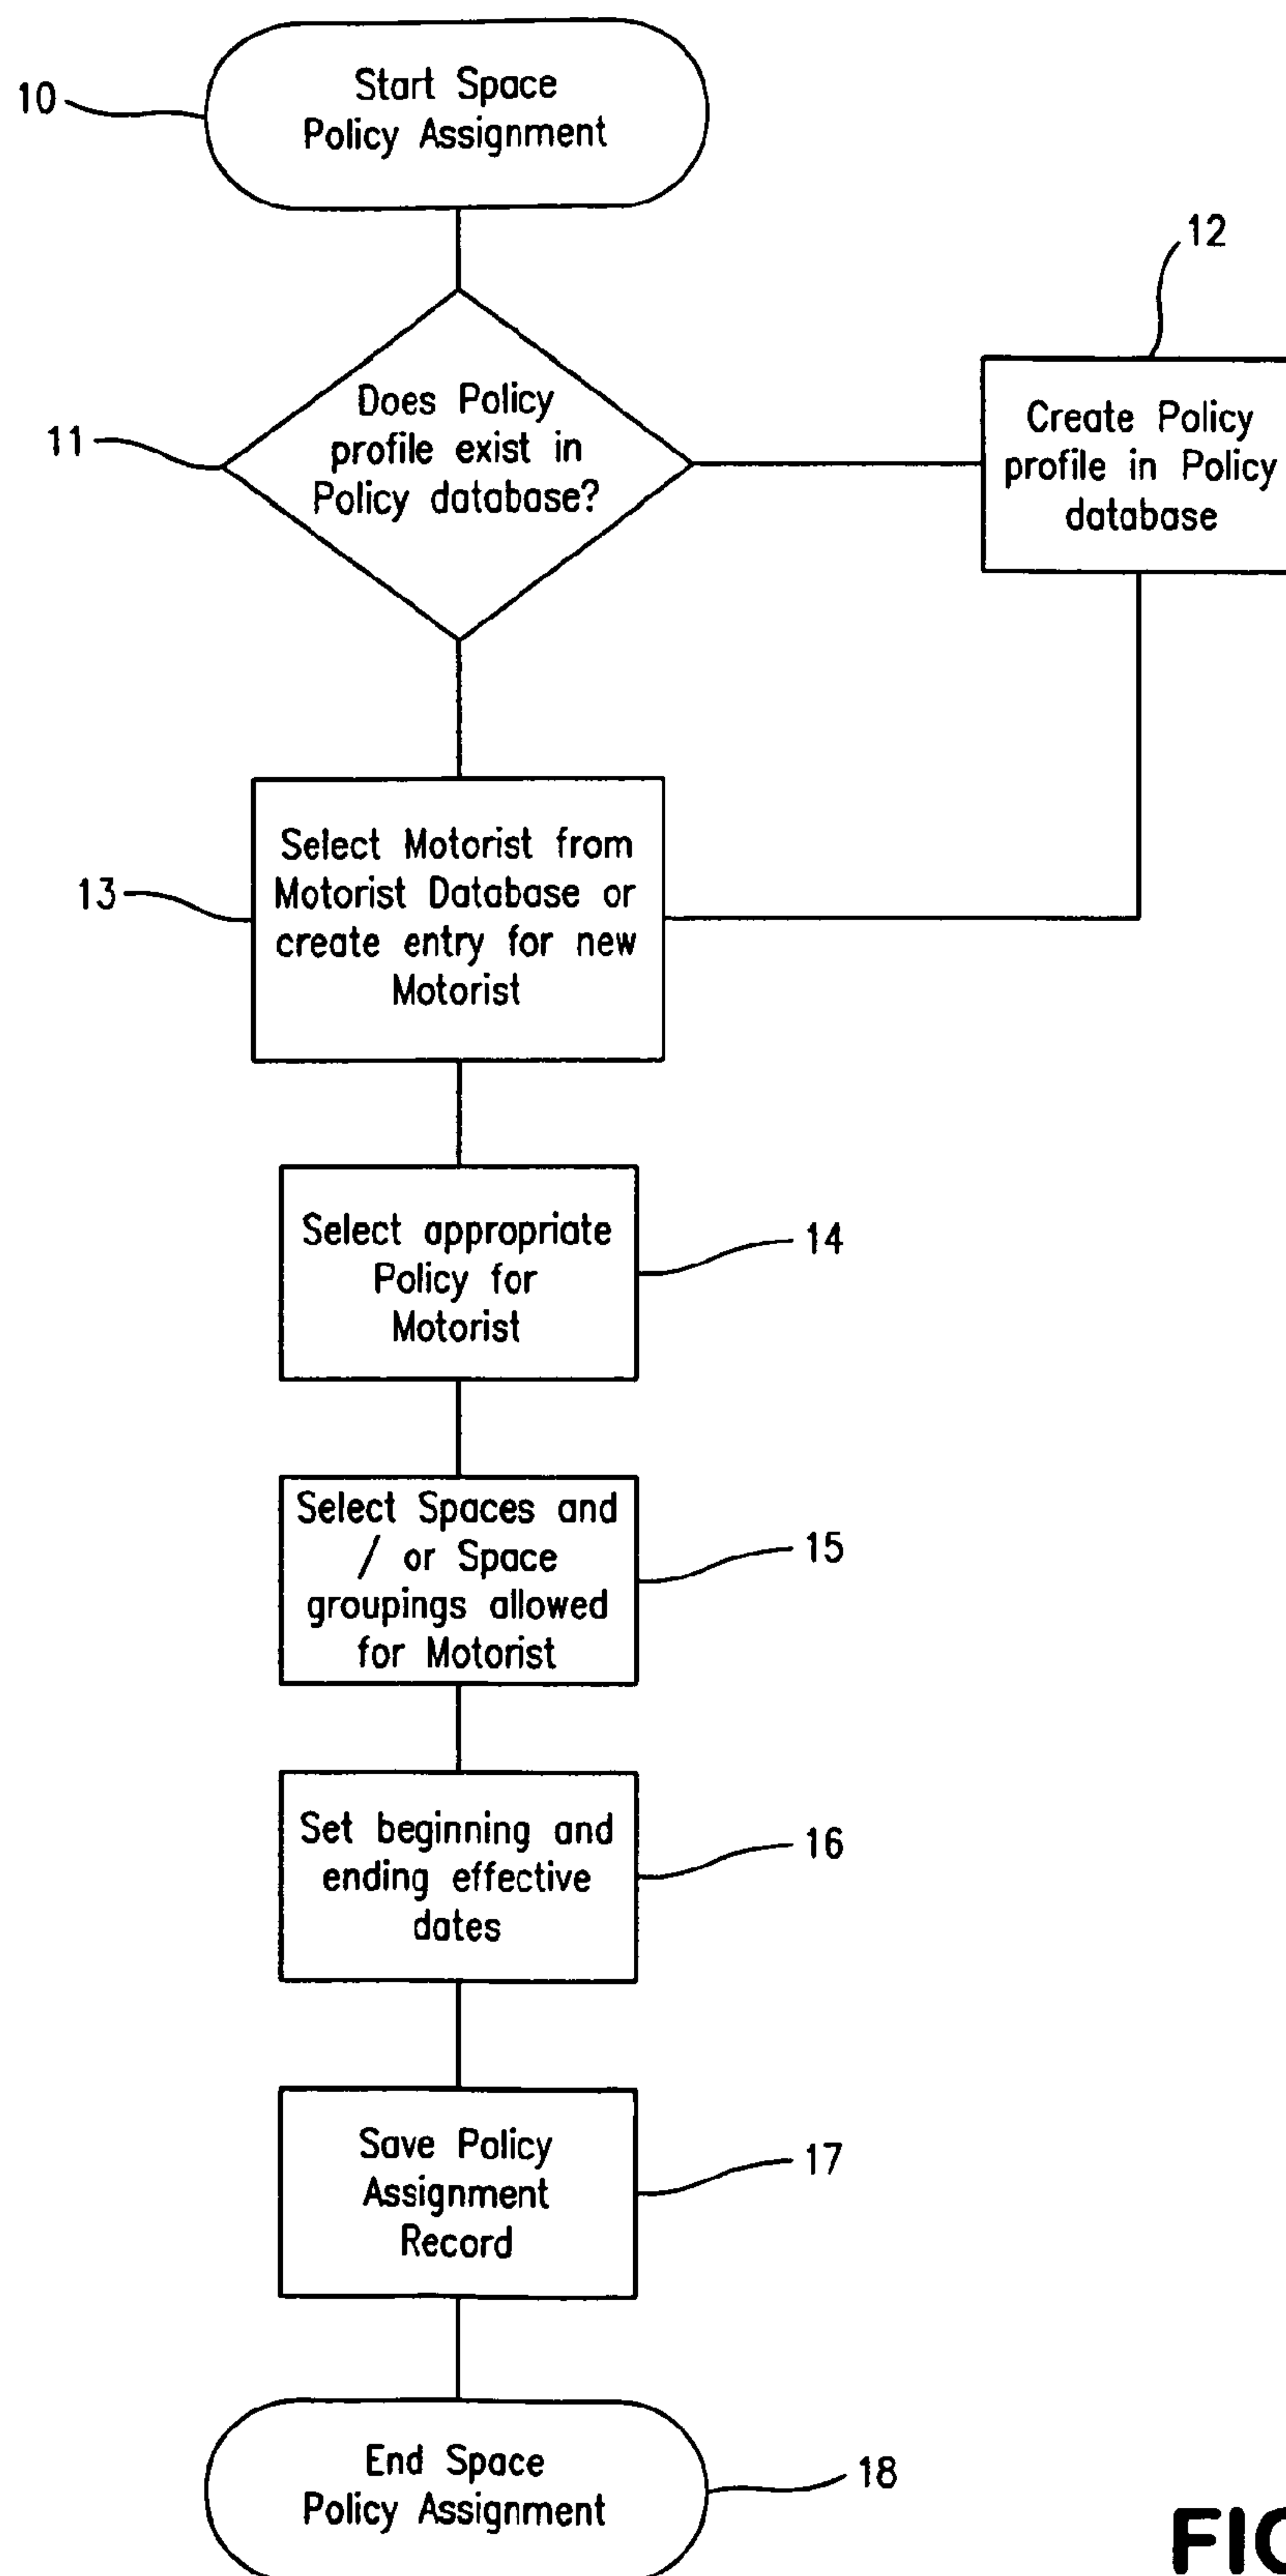 10
Start Space
Policy Assignment
12
11
Does Policy
profile exist in
Policy database?
Create Policy
profile in Policy
database
13
Select Motorist from
Motorist Database or
create entry for new
Motorist
Select appropriate
Policy for
Motorist
14
Select Spaces and
/ or Space
groupings allowed
for Motorist
15
Set beginning and
ending effective
dates
16
Save Policy
Assignment
Record
17
End Space
Policy Assignment
18